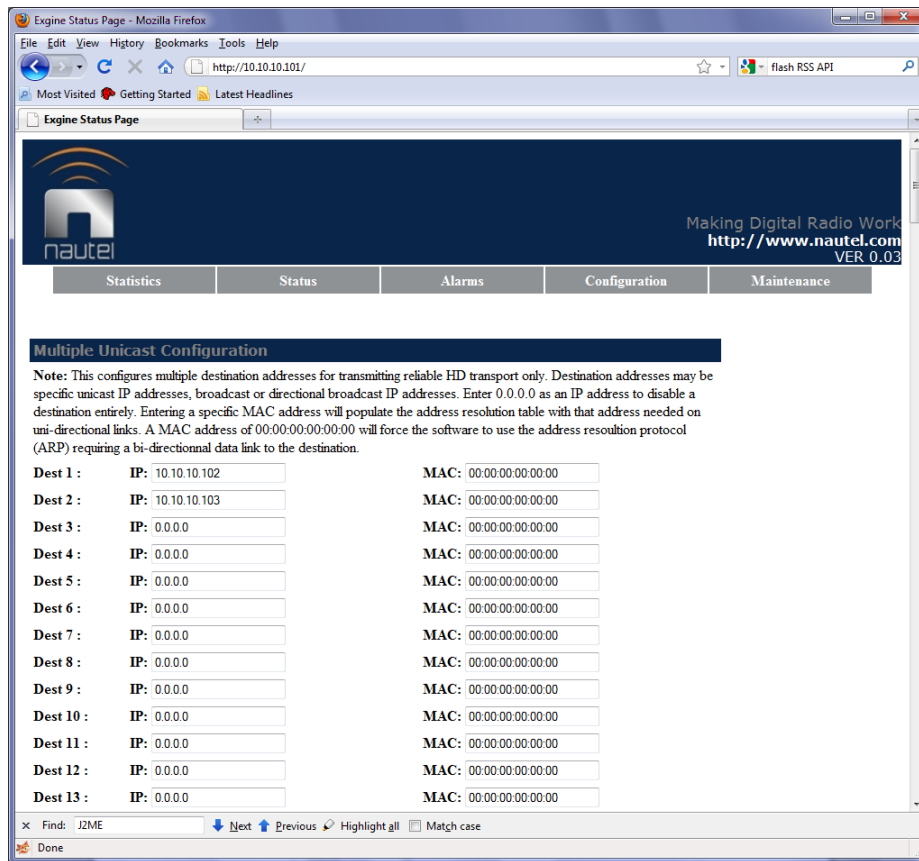 Exgine Status Page - Mozilla Firefox
File Edit View History Bookmarks Tools Help
http://10.10.10.101/
flash RSS API
Most Visited Getting Started Latest Headlines
Exgine Status Page
nautel
Making Digital Radio Work
http://www.nautel.com
VER 0.03
Statistics Status Alarms Configuration Maintenance
Multiple Unicast Configuration
Note: This configures multiple destination addresses for transmitting reliable HD transport only. Destination addresses may be
specific unicast IP addresses, broadcast or directional broadcast IP addresses. Enter 0.0.0.0 as an IP address to disable a
destination entirely. Entering a specific MAC address will populate the address resolution table with that address needed on
uni-directional links. A MAC address of 00:00:00:00:00:00 will force the software to use the address resoultion protocol
(ARP) requiring a bi-directionnal data link to the destination.
Dest 1 : IP: 10.10.10.102 MAC: 00:00:00:00:00:00
Dest 2 : IP: 10.10.10.103 MAC: 00:00:00:00:00:00
Dest 3 : IP: 0.0.0.0 MAC: 00:00:00:00:00:00
Dest 4 : IP: 0.0.0.0 MAC: 00:00:00:00:00:00
Dest 5 : IP: 0.0.0.0 MAC: 00:00:00:00:00:00
Dest 6 : IP: 0.0.0.0 MAC: 00:00:00:00:00:00
Dest 7 : IP: 0.0.0.0 MAC: 00:00:00:00:00:00
Dest 8 : IP: 0.0.0.0 MAC: 00:00:00:00:00:00
Dest 9 : IP: 0.0.0.0 MAC: 00:00:00:00:00:00
Dest 10 : IP: 0.0.0.0 MAC: 00:00:00:00:00:00
Dest 11 : IP: 0.0.0.0 MAC: 00:00:00:00:00:00
Dest 12 : IP: 0.0.0.0 MAC: 00:00:00:00:00:00
Dest 13 : IP: 0.0.0.0 MAC: 00:00:00:00:00:00
Find: J2ME Next Previous Highlight all Match case
Done